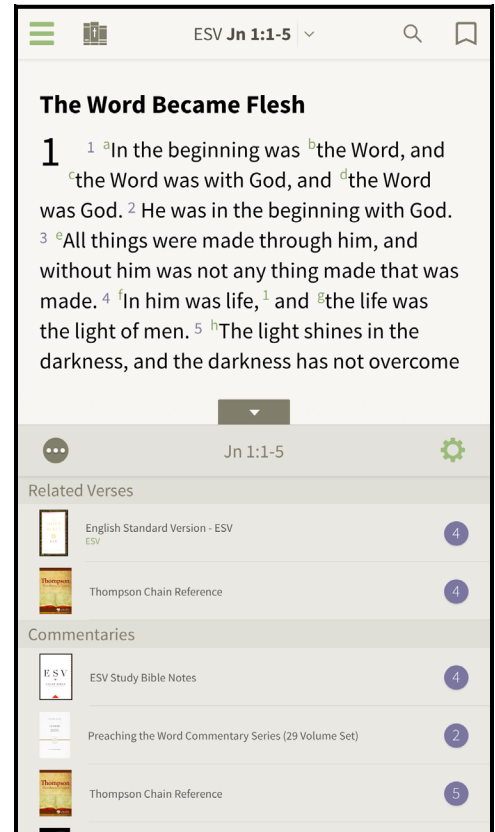 ESV Jn 1:1-5
The Word Became Flesh
1 1 aIn the beginning was bthe Word, and
cthe Word was with God, and dthe Word
was God. 2 He was in the beginning with God.
3 eAll things were made through him, and
without him was not any thing made that was
made. 4 fIn him was life,1 and gthe life was
the light of men. 5 hThe light shines in the
darkness, and the darkness has not overcome
Jn 1:1-5
Related Verses
English Standard Version - ESV
ESV
4
Thompson
Thompson Chain Reference
4
Commentaries
ESV
ESV Study Bible Notes
4
Preaching the Word Commentary Series (29 Volume Set)
2
Thompson
Thompson Chain Reference
5